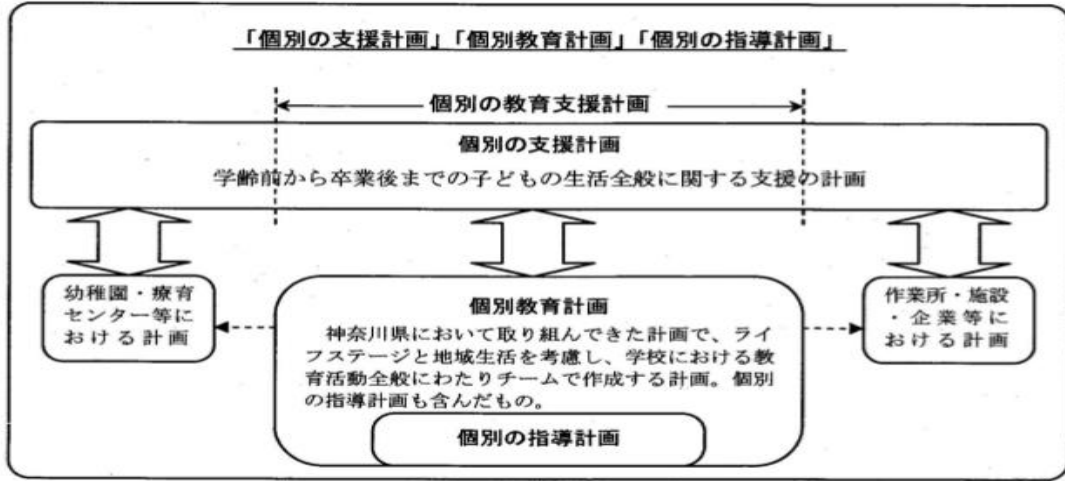 「個別の支援計画」「個別教育計画」「個別の指導計画」
個別の教育支援計画
個別の支援計画
学齢前から卒業後までの子どもの生活全般に関する支援の計画
幼稚園・療育
センター等に
おける計画
個別教育計画
神奈川県において取り組んできた計画で、ライ
フステージと地域生活を考慮し、学校における教
育活動全般にわたりチームで作成する計画。個別
の指導計画も含んだもの。
個別の指導計画
作業所・施設
・企業等に
おける計画